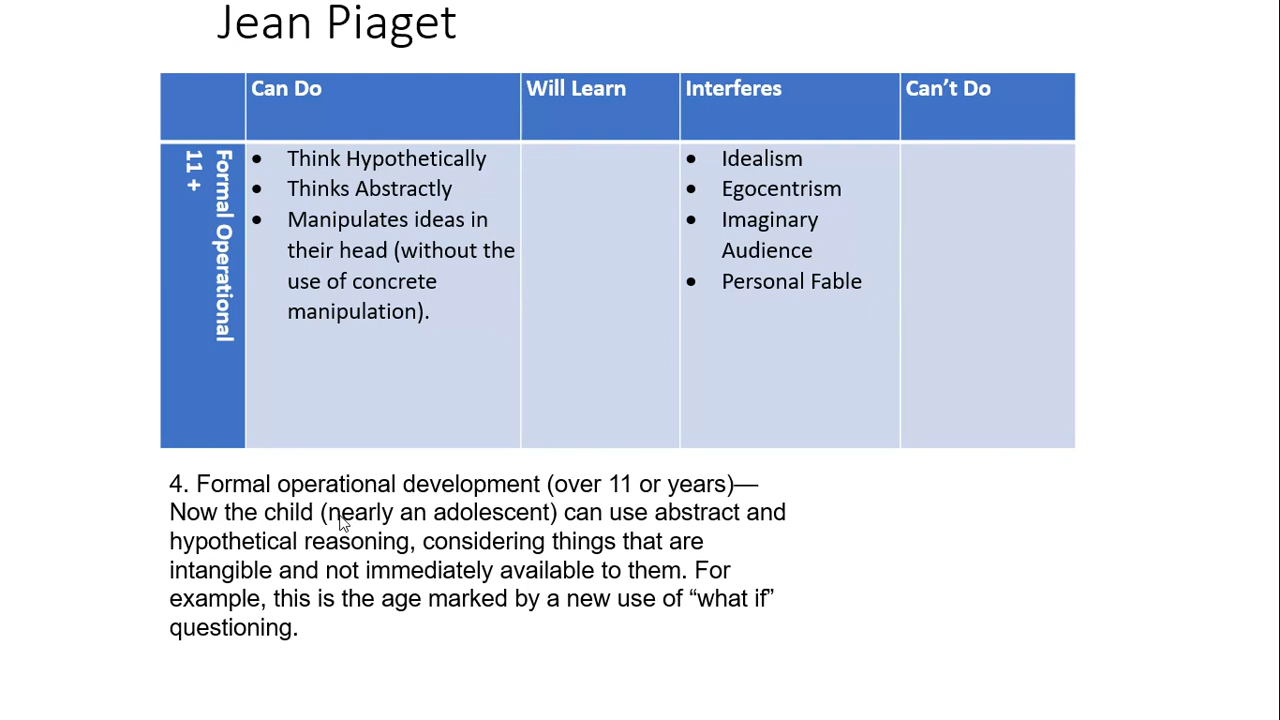 Jean Piaget
Can Do
Will Learn
Interferes
Can't Do
Formal Operational
11 +
• Think Hypothetically
• Thinks Abstractly
• Manipulates ideas in
their head (without the
use of concrete
manipulation).
• Idealism
• Egocentrism
• Imaginary
Audience
• Personal Fable
4. Formal operational development (over 11 or years)—
Now the child (nearly an adolescent) can use abstract and
hypothetical reasoning, considering things that are
intangible and not immediately available to them. For
example, this is the age marked by a new use of “what if”
questioning.